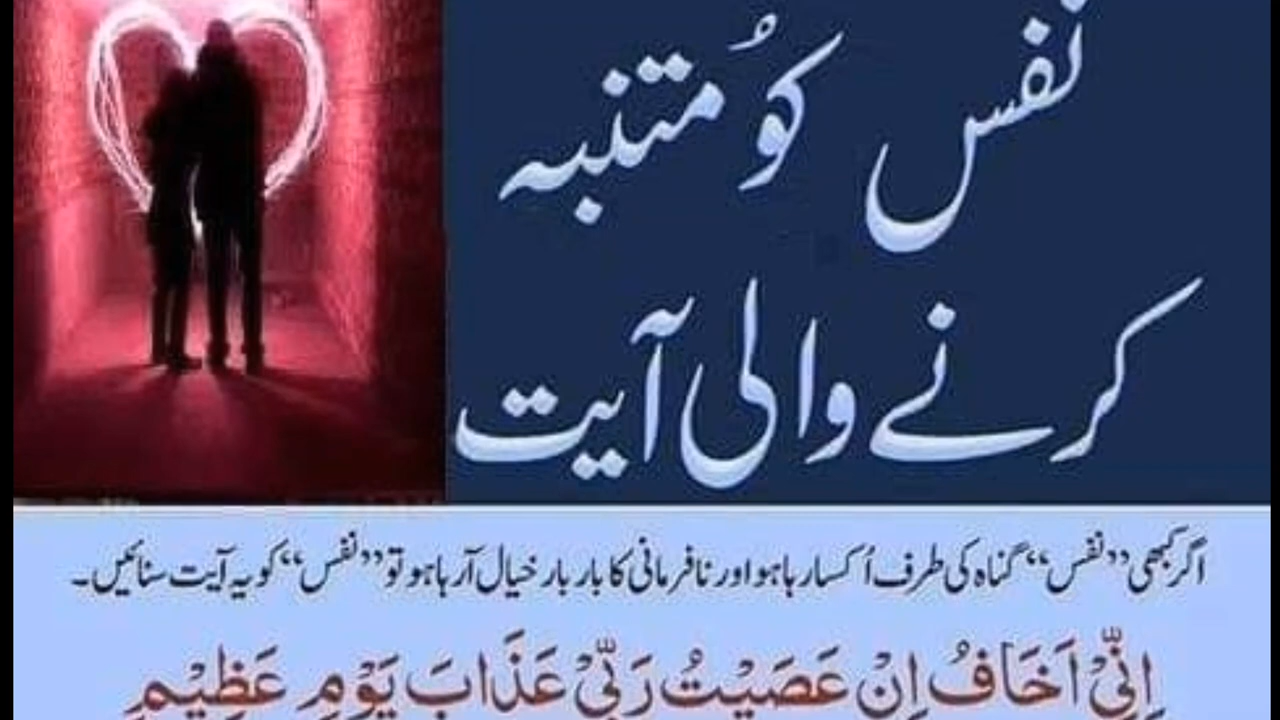 نفس کو متنبہ
کرنے والی آیت
اگر کبھی ”نفس“ گناہ کی طرف اُکسا رہا ہو اور نافرمانی کا بار بار خیال آ رہا ہو تو ”نفس“ کو یہ آیت سنائیں۔
اِنِّیْۤ اَخَافُ اِنْ عَصَیْتُ رَبِّیْ عَذَابَ یَوْمٍ عَظِیْمٍ